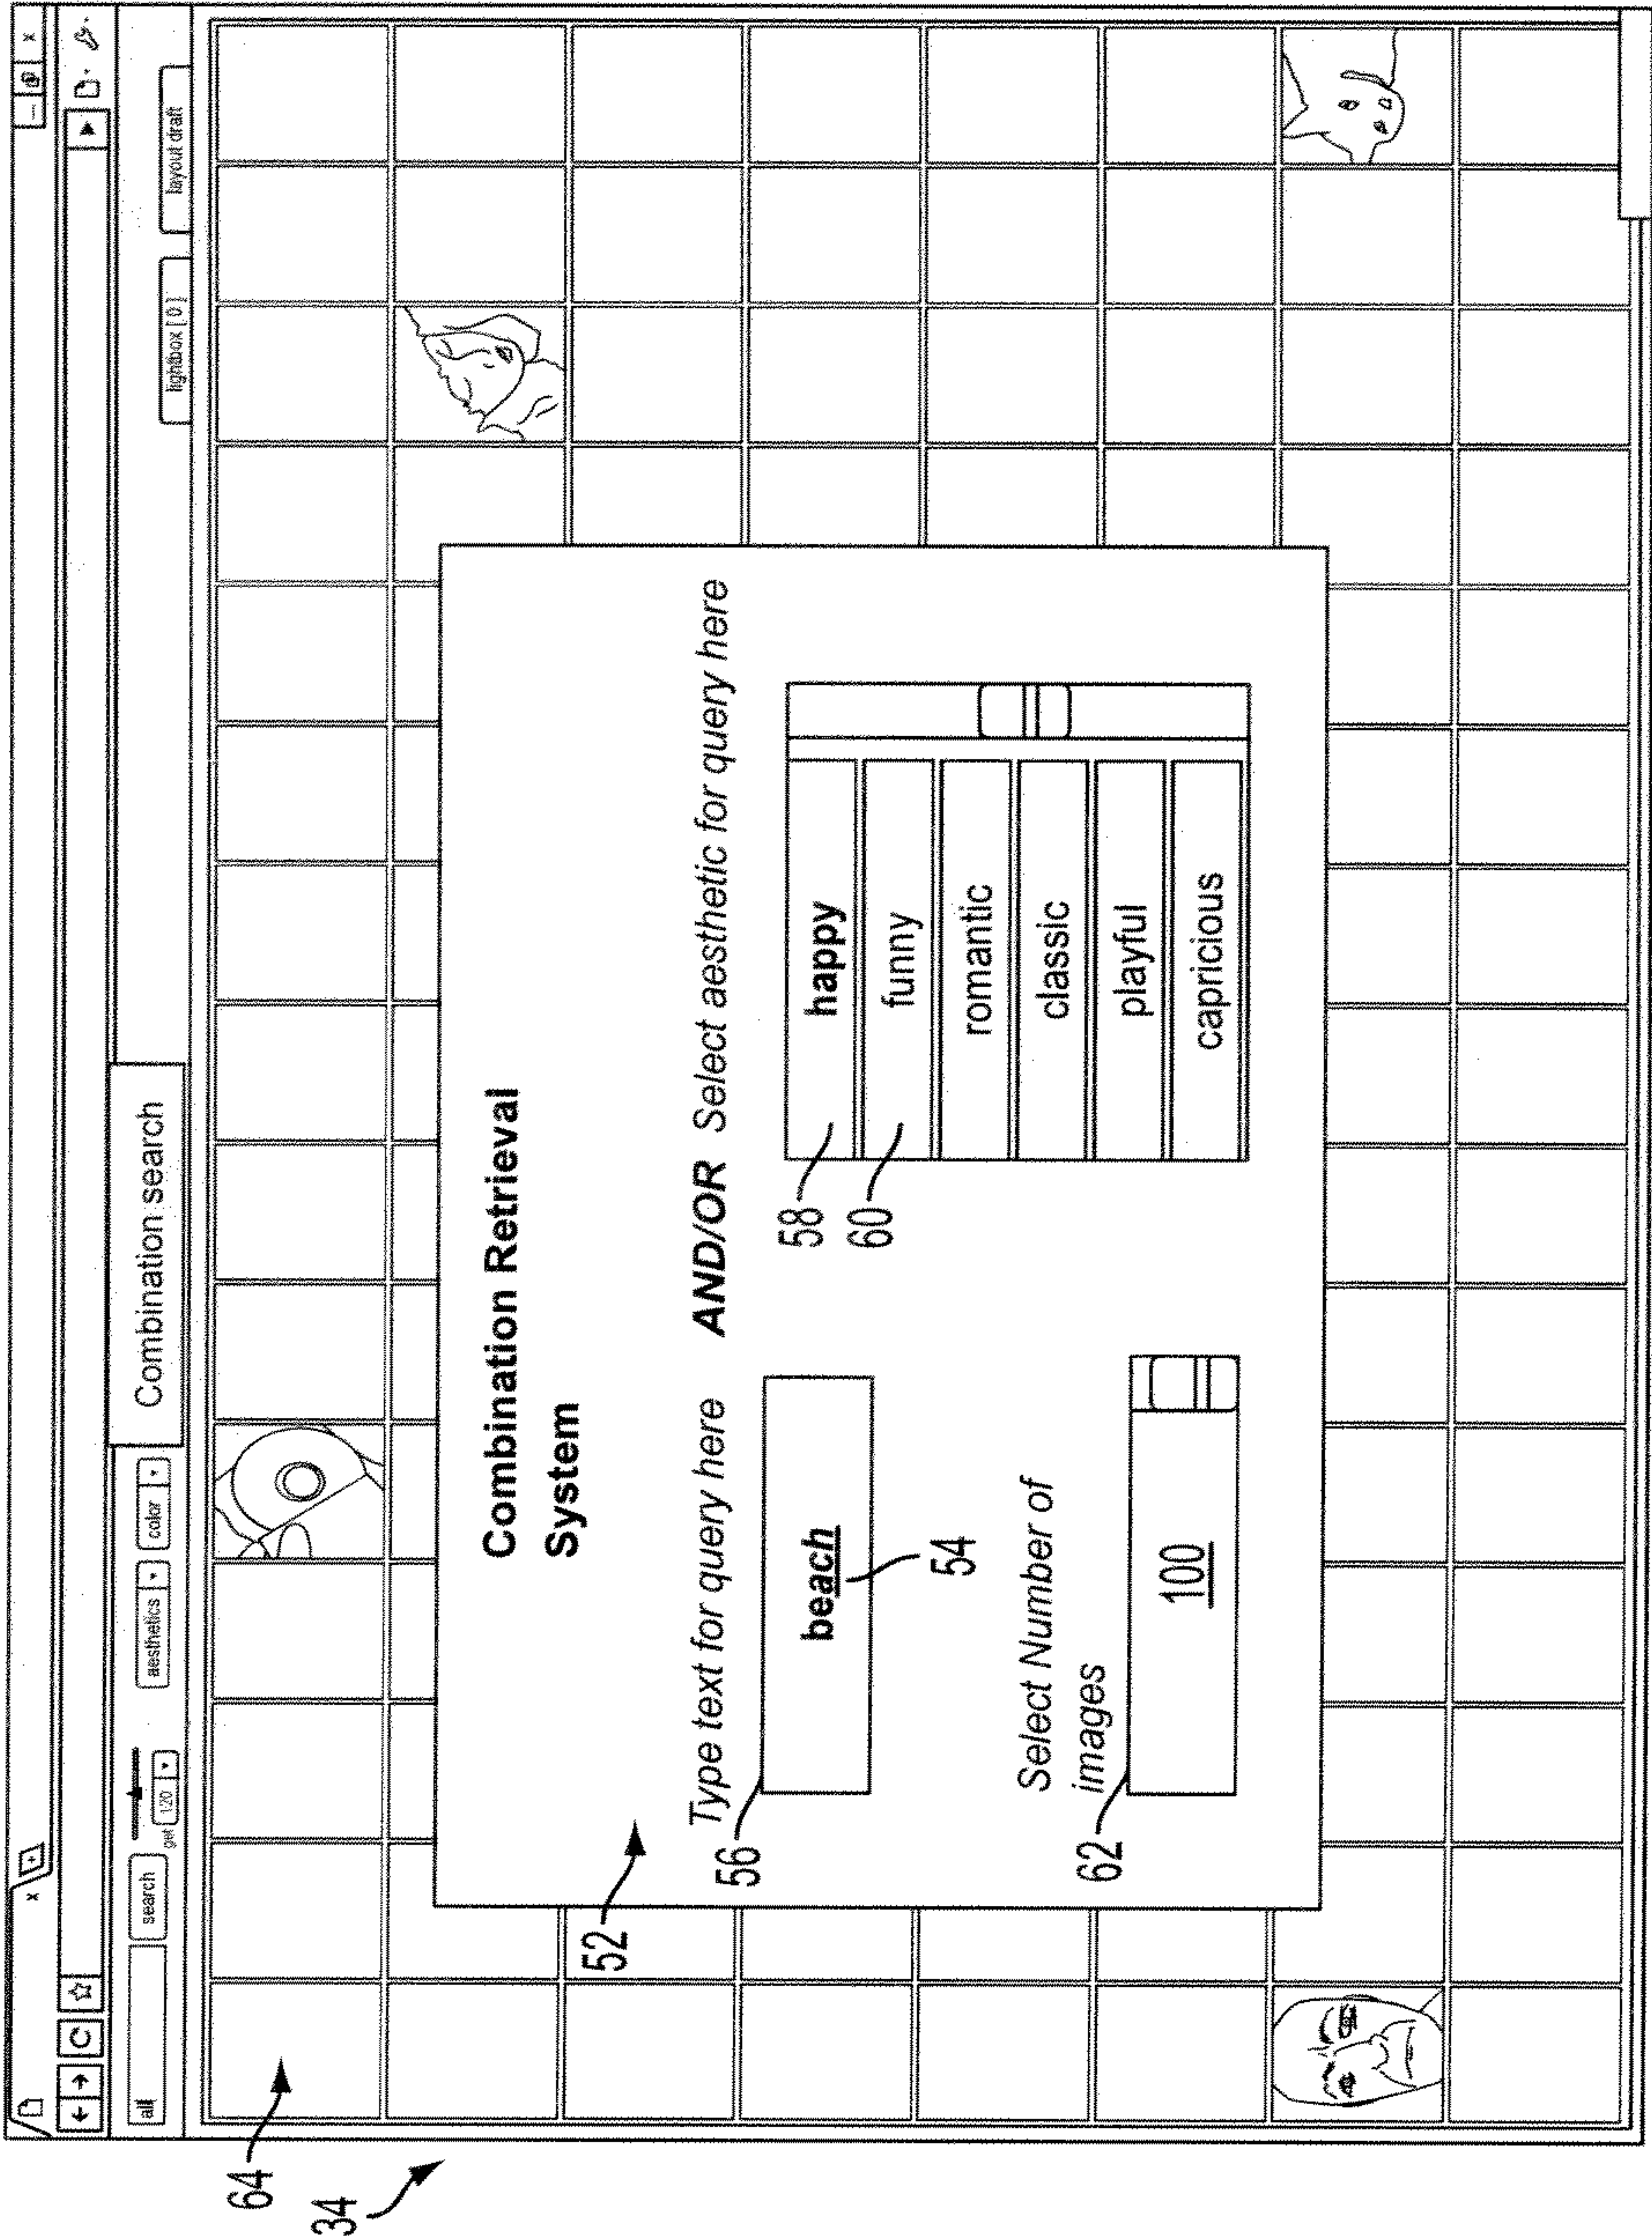 x
all
search
get 120
aesthetics
color
Combination search
lightbox [ 0 ]
layout draft
64
34
Combination Retrieval
System
52
Type text for query here AND/OR Select aesthetic for query here
56
beach
54
58
happy
60
funny
romantic
classic
playful
capricious
Select Number of
images
62
100